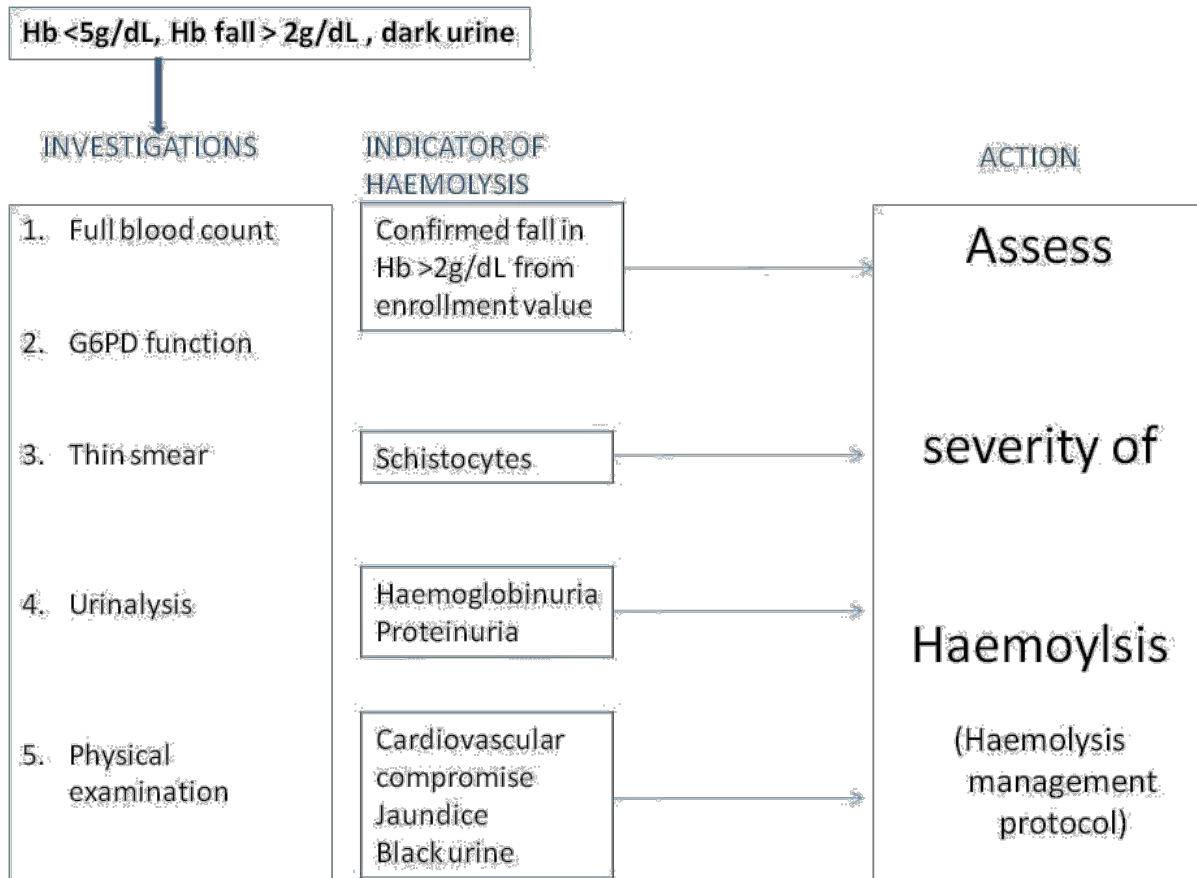 Hb <5g/dL, Hb fall > 2g/dL , dark urine
INVESTIGATIONS
INDICATOR OF
HAEMOLYSIS
ACTION
1. Full blood count
2. G6PD function
3. Thin smear
4. Urinalysis
5. Physical
examination
Confirmed fall in
Hb >2g/dL from
enrollment value
Schistocytes
Haemoglobinuria
Proteinuria
Cardiovascular
compromise
Jaundice
Black urine
Assess
severity of
Haemoylsis
(Haemolysis
management
protocol)